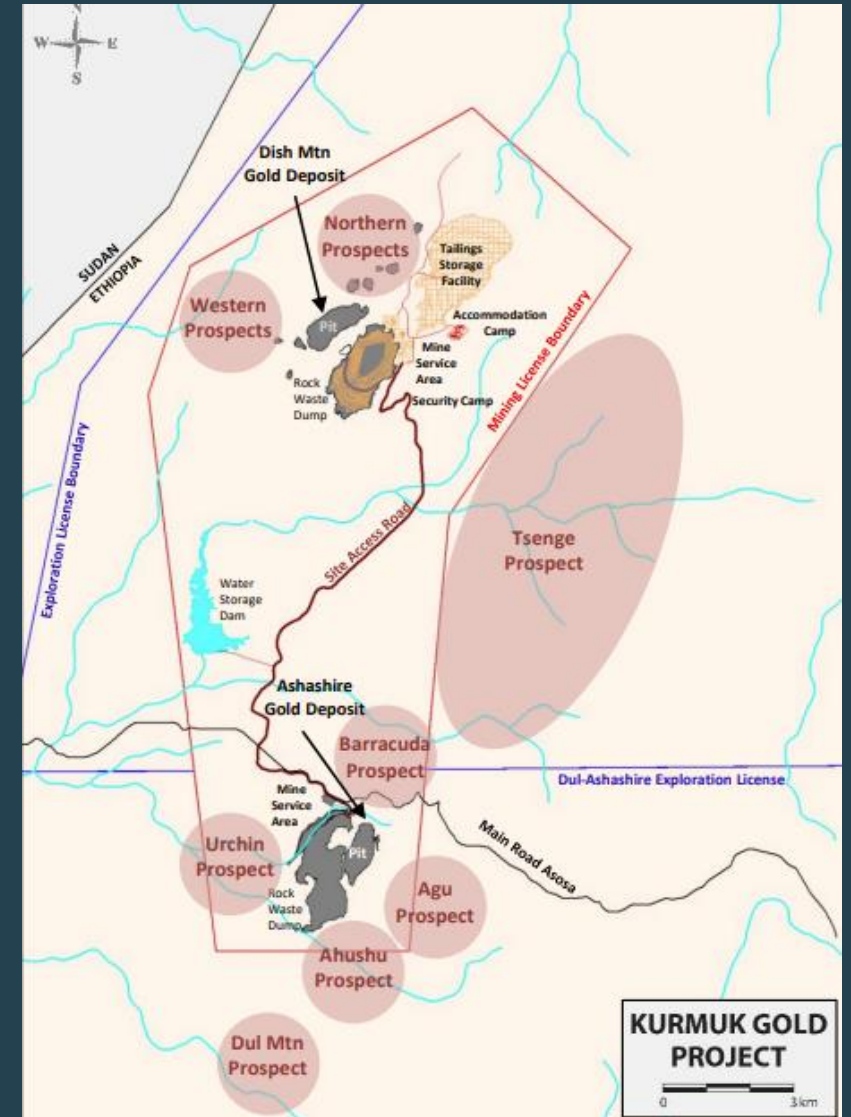 N
W
E
S
Dish Mtn
Gold Deposit
Northern
Prospects
Tailings
Storage
Facility
SUDAN
ETHIOPIA
Western
Prospects
Pit
Accommodation
Camp
Mine
Service
Area
Rock
Waste
Dump
Security Camp
Mining License Boundary
Exploration License Boundary
Site Access Road
Tsenge
Prospect
Water
Storage
Dam
Ashashire
Gold Deposit
Barracuda
Prospect
Dul-Ashashire Exploration License
Mine
Service
Area
Main Road Asosa
Urchin
Prospect
Pit
Rock
Waste
Dump
Agu
Prospect
Ahushu
Prospect
Dul Mtn
Prospect
KURMUK GOLD
PROJECT
0
3km